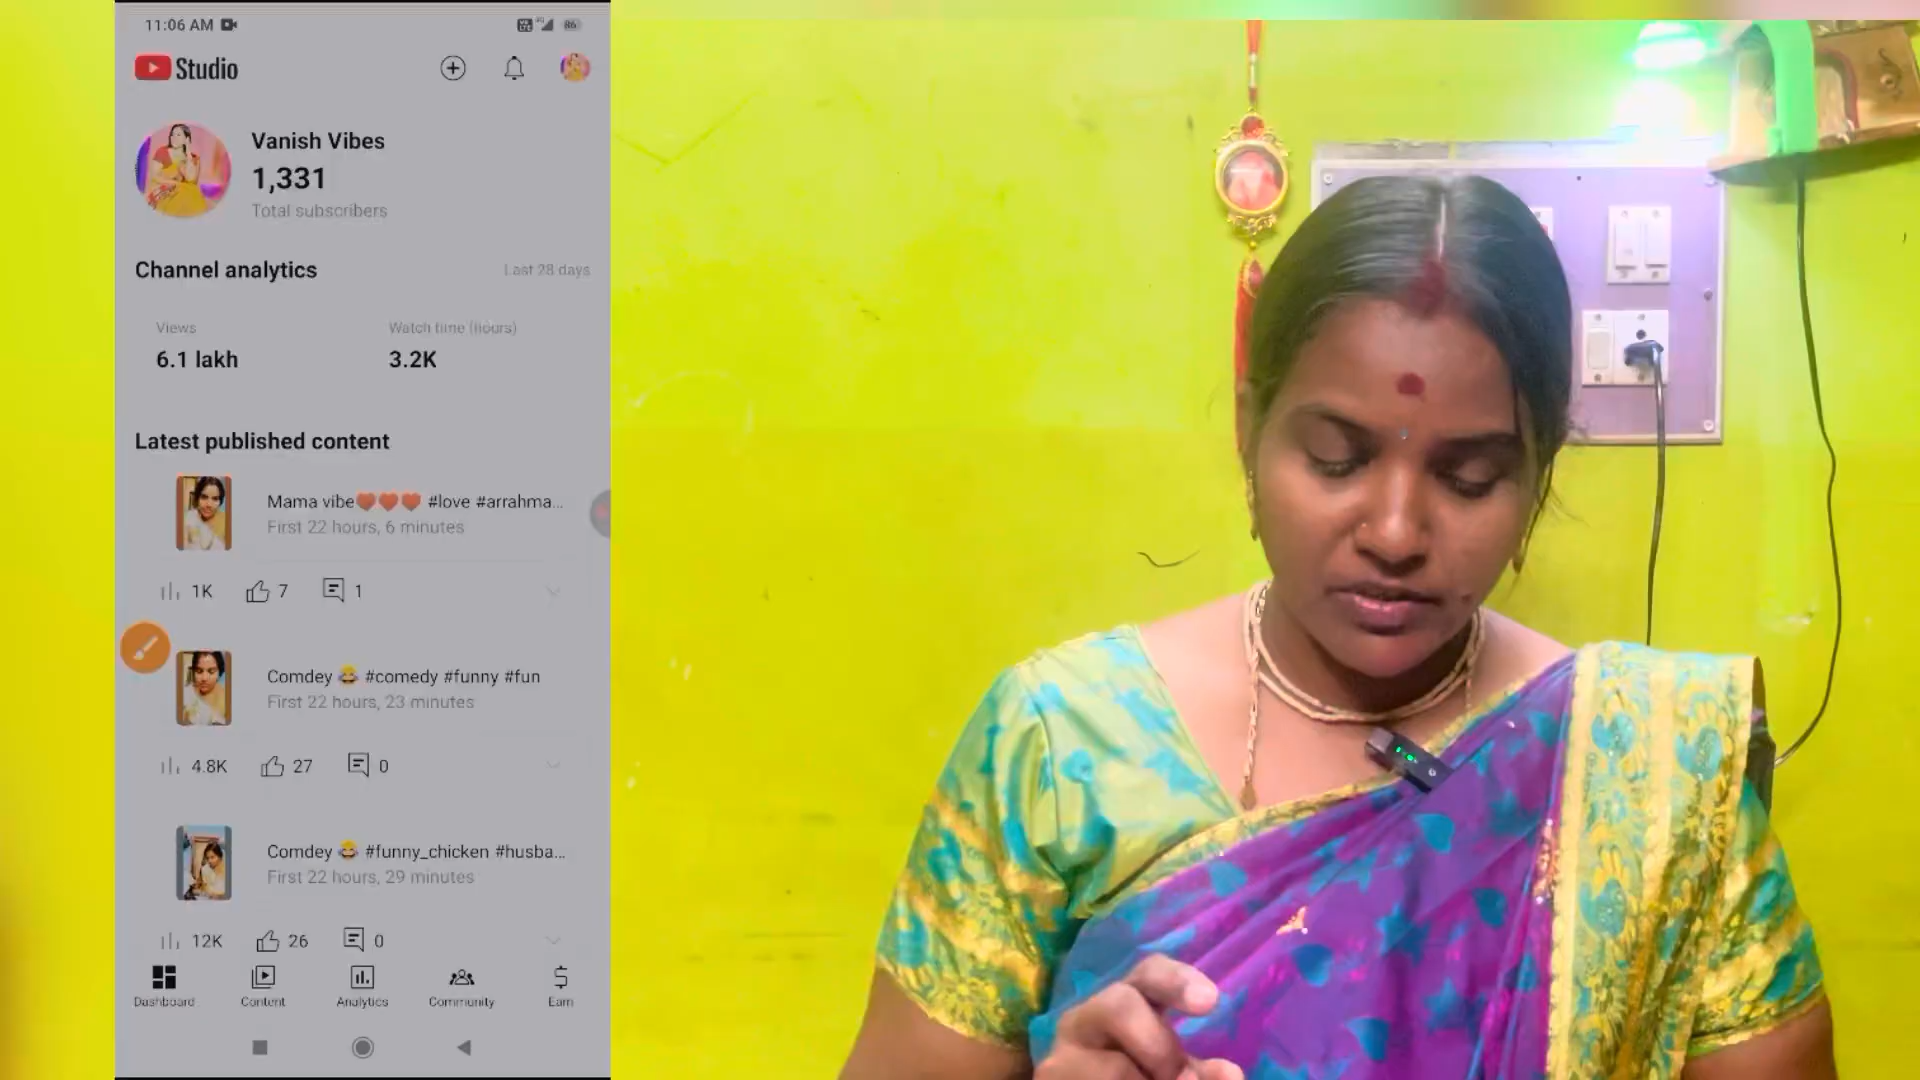 11:06 AM
86
Studio
Vanish Vibes
1,331
Total subscribers
Channel analytics
Last 28 days
Views
Watch time (hours)
6.1 lakh
3.2K
Latest published content
Mama vibe❤️❤️❤️ #love #arrahma...
First 22 hours, 6 minutes
1K
7
1
Comdey 😂 #comedy #funny #fun
First 22 hours, 23 minutes
4.8K
27
0
Comdey 😂 #funny_chicken #husba...
First 22 hours, 29 minutes
12K
26
0
Dashboard
Content
Analytics
Community
Earn